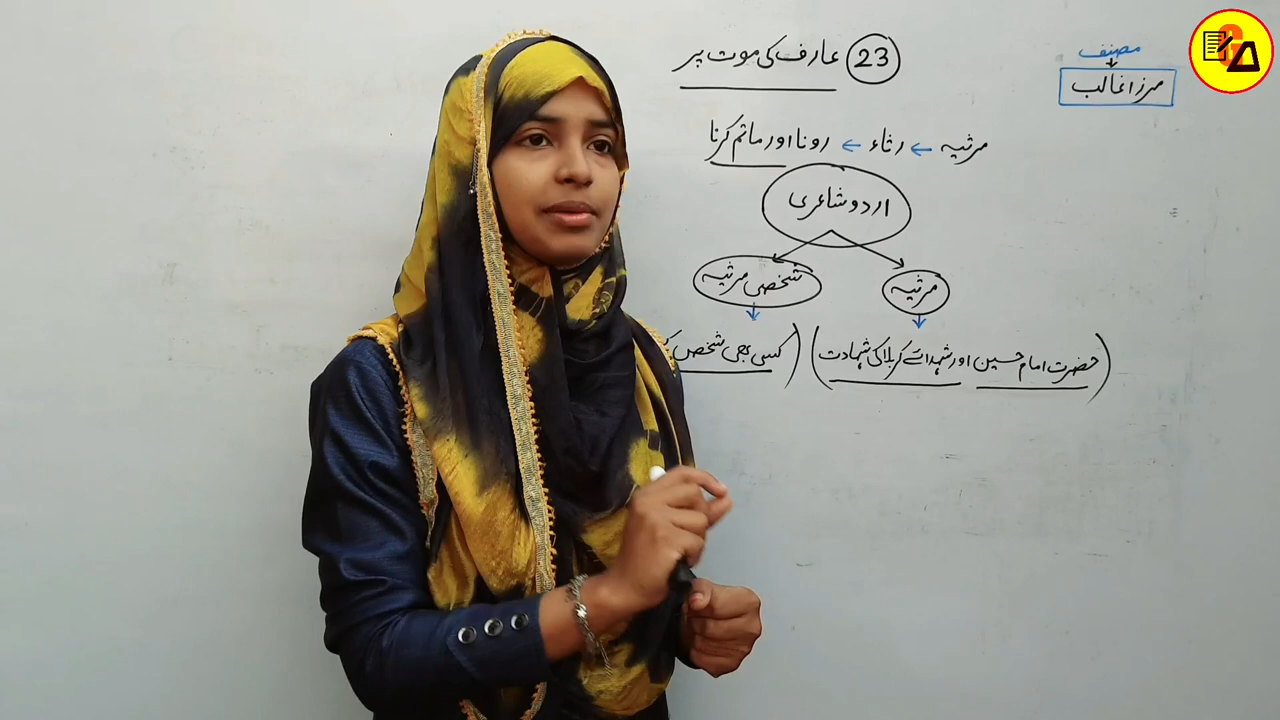 23 عارف کی موت پر
مصنف
مرزا غالب
مرثیہ ← رثاء ← رونا اور ماتم کرنا
اردو شاعری
مرثیہ
شخصی مرثیہ
(حضرت امام حسین اور شہدائے کربلا کی شہادت)
(کسی بھی شخص